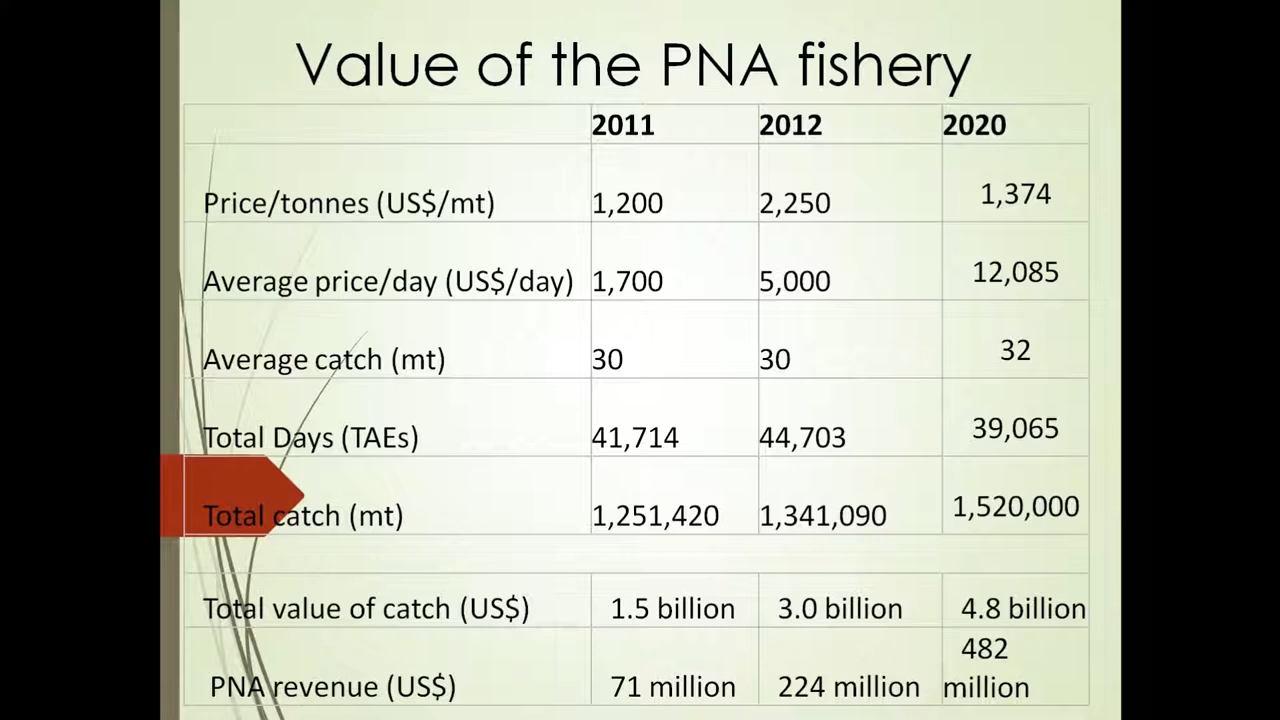 Value of the PNA fishery
2011 2012 2020
Price/tonnes (US$/mt) 1,200 2,250 1,374
Average price/day (US$/day) 1,700 5,000 12,085
Average catch (mt) 30 30 32
Total Days (TAEs) 41,714 44,703 39,065
Total catch (mt) 1,251,420 1,341,090 1,520,000
Total value of catch (US$) 1.5 billion 3.0 billion 4.8 billion
PNA revenue (US$) 71 million 224 million 482
million